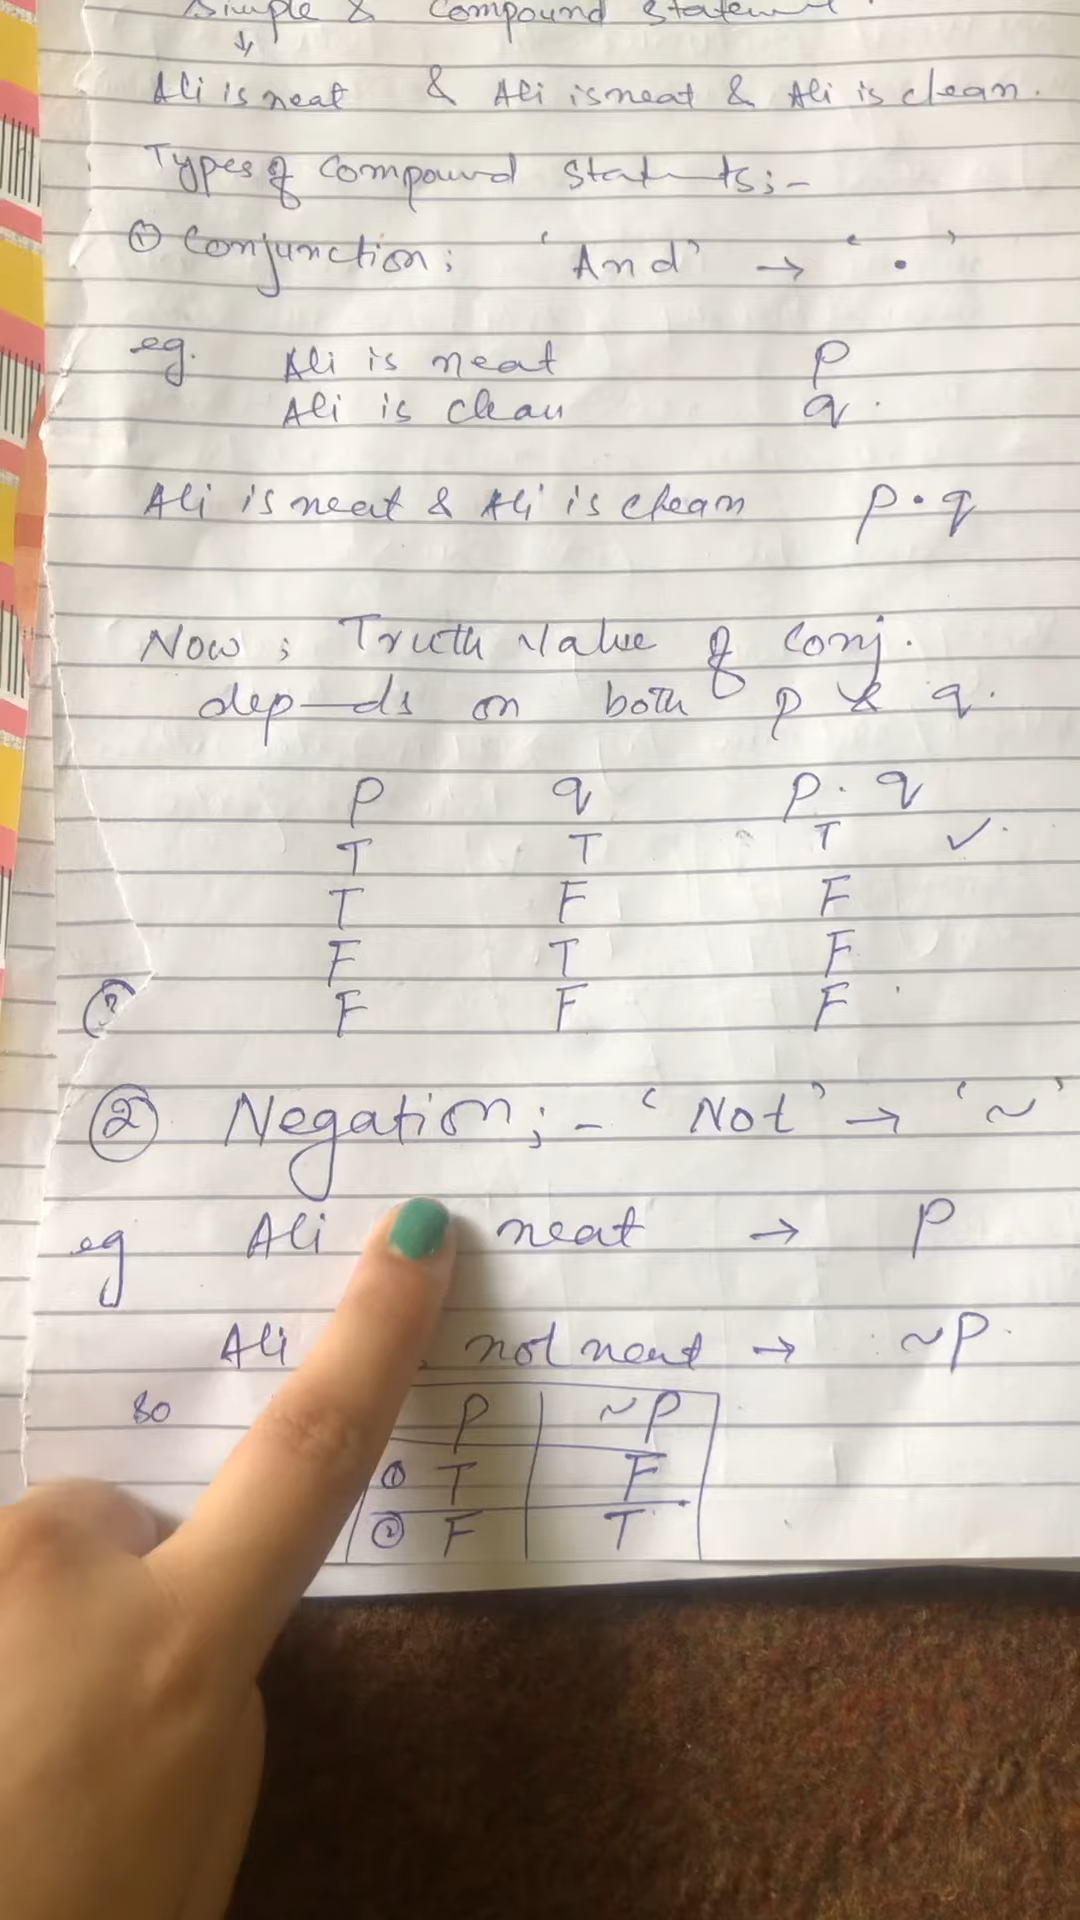 Simple & Compound Statement.
↓
Ali is neat & Ali is neat & Ali is clean.
Types of Compound Statements:-
① Conjunction: 'And' → '•'
eg. Ali is neat P
Ali is clean q.
Ali is neat & Ali is clean P • q
Now ; Truth Value of Conj.
depends on both p & q.
P q P . q
T T T ✓.
T F F
F T F
F F F
② Negation;- 'Not' → '~'
eg Ali neat → P
Ali not neat → ~P.
So P ~P
① T F
② F T